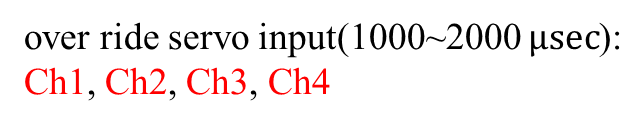 over ride servo input(1000~2000 μsec):
Ch1, Ch2, Ch3, Ch4